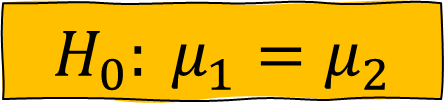 H₀: μ₁ = μ₂